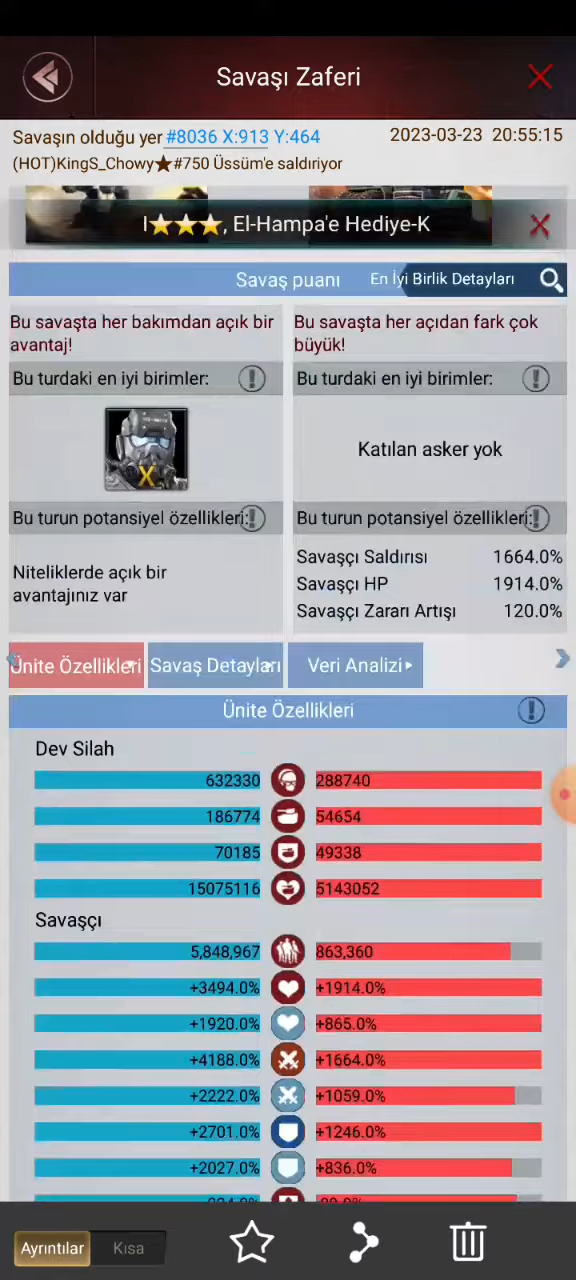 Savaşı Zaferi
Savaşın olduğu yer #8036 X:913 Y:464 2023-03-23 20:55:15
(HOT)KingS_Chowy★#750 Üssüm'e saldırıyor
I⭐⭐⭐, El-Hampa'e Hediye-K
Savaş puanı En İyi Birlik Detayları
Bu savaşta her bakımdan açık bir
avantaj!
Bu savaşta her açıdan fark çok
büyük!
Bu turdaki en iyi birimler:
Bu turdaki en iyi birimler:
X
Katılan asker yok
Bu turun potansiyel özellikleri:
Bu turun potansiyel özellikleri:
Niteliklerde açık bir
avantajınız var
Savaşçı Saldırısı 1664.0%
Savaşçı HP 1914.0%
Savaşçı Zararı Artışı 120.0%
Ünite Özellikleri Savaş Detayları Veri Analizi
Ünite Özellikleri
Dev Silah
632330 288740
186774 54654
70185 49338
15075116 5143052
Savaşçı
5,848,967 863,360
+3494.0% +1914.0%
+1920.0% +865.0%
+4188.0% +1664.0%
+2222.0% +1059.0%
+2701.0% +1246.0%
+2027.0% +836.0%
Ayrıntılar Kısa